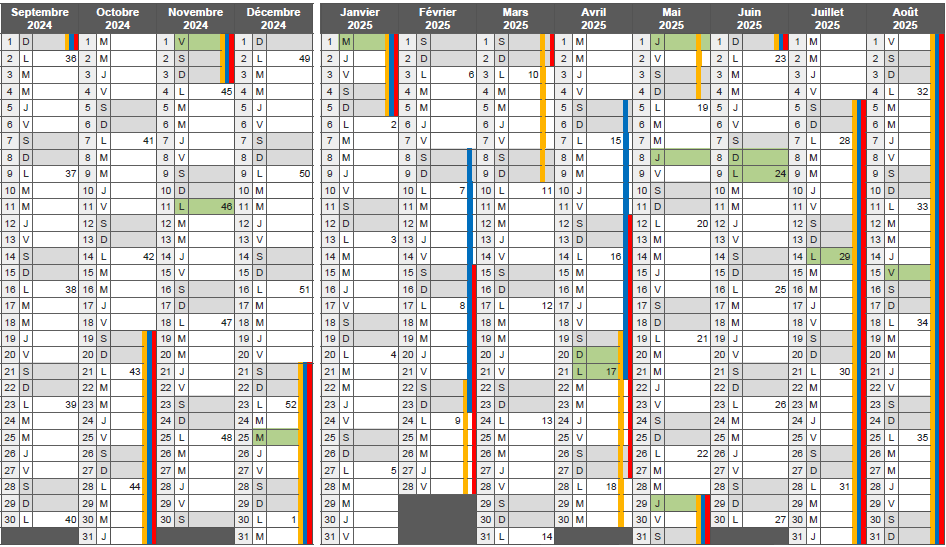 Septembre Octobre Novembre Décembre Janvier Février Mars Avril Mai Juin Juillet Août
2024 2024 2024 2024 2025 2025 2025 2025 2025 2025 2025 2025
1 D 1 M 1 V 1 D 1 M 1 S 1 S 1 M 1 J 1 D 1 M 1 V
2 L 36 2 M 2 S 2 L 49 2 J 2 D 2 D 2 M 2 V 2 L 23 2 M 2 S
3 M 3 J 3 D 3 M 3 V 3 L 6 3 L 10 3 J 3 S 3 M 3 J 3 D
4 M 4 V 4 L 45 4 M 4 S 4 M 4 M 4 V 4 D 4 M 4 V 4 L 32
5 J 5 S 5 M 5 J 5 D 5 M 5 M 5 S 5 L 19 5 J 5 S 5 M
6 V 6 D 6 M 6 V 6 L 2 6 J 6 J 6 D 6 M 6 V 6 D 6 M
7 S 7 L 41 7 J 7 S 7 M 7 V 7 V 7 L 15 7 M 7 S 7 L 28 7 J
8 D 8 M 8 V 8 D 8 M 8 S 8 S 8 M 8 J 8 D 8 M 8 V
9 L 37 9 M 9 S 9 L 50 9 J 9 D 9 D 9 M 9 V 9 L 24 9 M 9 S
10 M 10 J 10 D 10 M 10 V 10 L 7 10 L 11 10 J 10 S 10 M 10 J 10 D
11 M 11 V 11 L 46 11 M 11 S 11 M 11 M 11 V 11 D 11 M 11 V 11 L 33
12 J 12 S 12 M 12 J 12 D 12 M 12 M 12 S 12 L 20 12 J 12 S 12 M
13 V 13 D 13 M 13 V 13 L 3 13 J 13 J 13 D 13 M 13 V 13 D 13 M
14 S 14 L 42 14 J 14 S 14 M 14 V 14 V 14 L 16 14 M 14 S 14 L 29 14 J
15 D 15 M 15 V 15 D 15 M 15 S 15 S 15 M 15 J 15 D 15 M 15 V
16 L 38 16 M 16 S 16 L 51 16 J 16 D 16 D 16 M 16 V 16 L 25 16 M 16 S
17 M 17 J 17 D 17 M 17 V 17 L 8 17 L 12 17 J 17 S 17 M 17 J 17 D
18 M 18 V 18 L 47 18 M 18 S 18 M 18 M 18 V 18 D 18 M 18 V 18 L 34
19 J 19 S 19 M 19 J 19 D 19 M 19 M 19 S 19 L 21 19 J 19 S 19 M
20 V 20 D 20 M 20 V 20 L 4 20 J 20 J 20 D 20 M 20 V 20 D 20 M
21 S 21 L 43 21 J 21 S 21 M 21 V 21 V 21 L 17 21 M 21 S 21 L 30 21 J
22 D 22 M 22 V 22 D 22 M 22 S 22 S 22 M 22 J 22 D 22 M 22 V
23 L 39 23 M 23 S 23 L 52 23 J 23 D 23 D 23 M 23 V 23 L 26 23 M 23 S
24 M 24 J 24 D 24 M 24 V 24 L 9 24 L 13 24 J 24 S 24 M 24 J 24 D
25 M 25 V 25 L 48 25 M 25 S 25 M 25 M 25 V 25 D 25 M 25 V 25 L 35
26 J 26 S 26 M 26 J 26 D 26 M 26 M 26 S 26 L 22 26 J 26 S 26 M
27 V 27 D 27 M 27 V 27 L 5 27 J 27 J 27 D 27 M 27 V 27 D 27 M
28 S 28 L 44 28 J 28 S 28 M 28 V 28 V 28 L 18 28 M 28 S 28 L 31 28 J
29 D 29 M 29 V 29 D 29 M 29 S 29 M 29 J 29 D 29 M 29 V
30 L 40 30 M 30 S 30 L 1 30 J 30 D 30 M 30 V 30 L 27 30 M 30 S
31 J 31 M 31 V 31 L 14 31 S 31 J 31 D